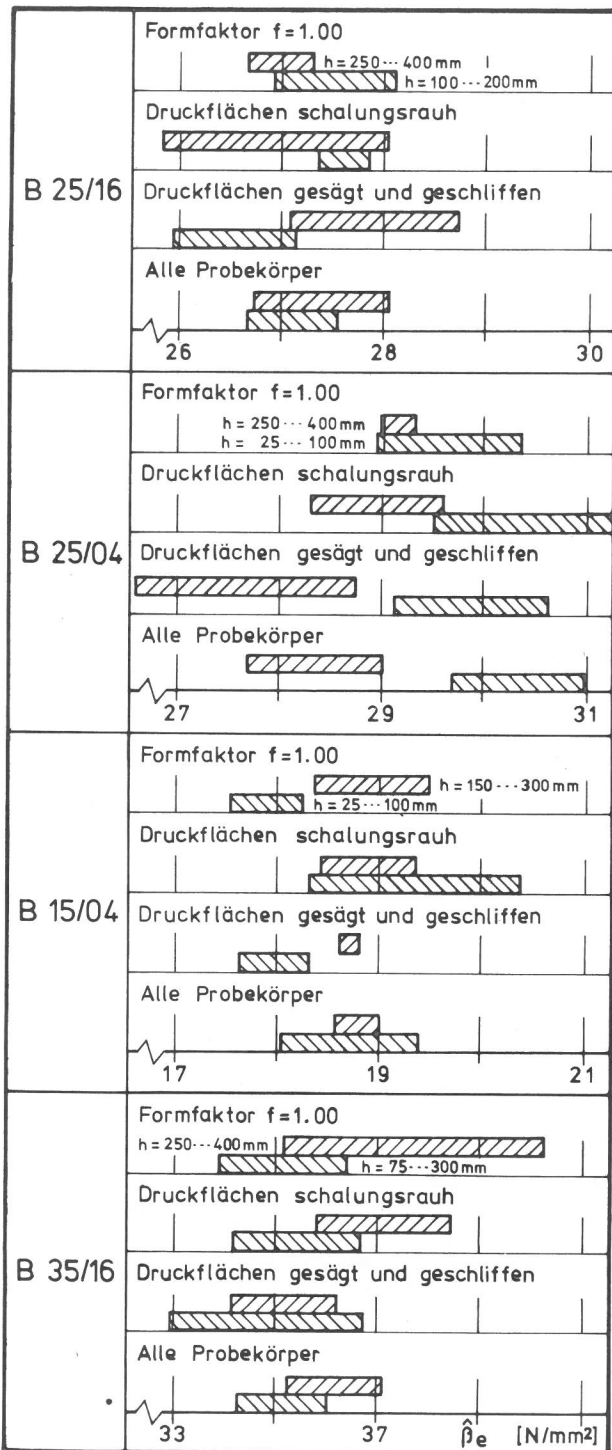 B 25/16
Formfaktor f=1.00
h=250···400mm
h=100···200mm
Druckflächen schalungsrauh
Druckflächen gesägt und geschliffen
Alle Probekörper
26 28 30
B 25/04
Formfaktor f=1.00
h=250···400mm
h= 25···100mm
Druckflächen schalungsrauh
Druckflächen gesägt und geschliffen
Alle Probekörper
27 29 31
B 15/04
Formfaktor f=1.00
h=150···300mm
h=25···100mm
Druckflächen schalungsrauh
Druckflächen gesägt und geschliffen
Alle Probekörper
17 19 21
B 35/16
Formfaktor f=1.00
h=250···400mm
h=75···300mm
Druckflächen schalungsrauh
Druckflächen gesägt und geschliffen
Alle Probekörper
33 37 β̂e [N/mm²]